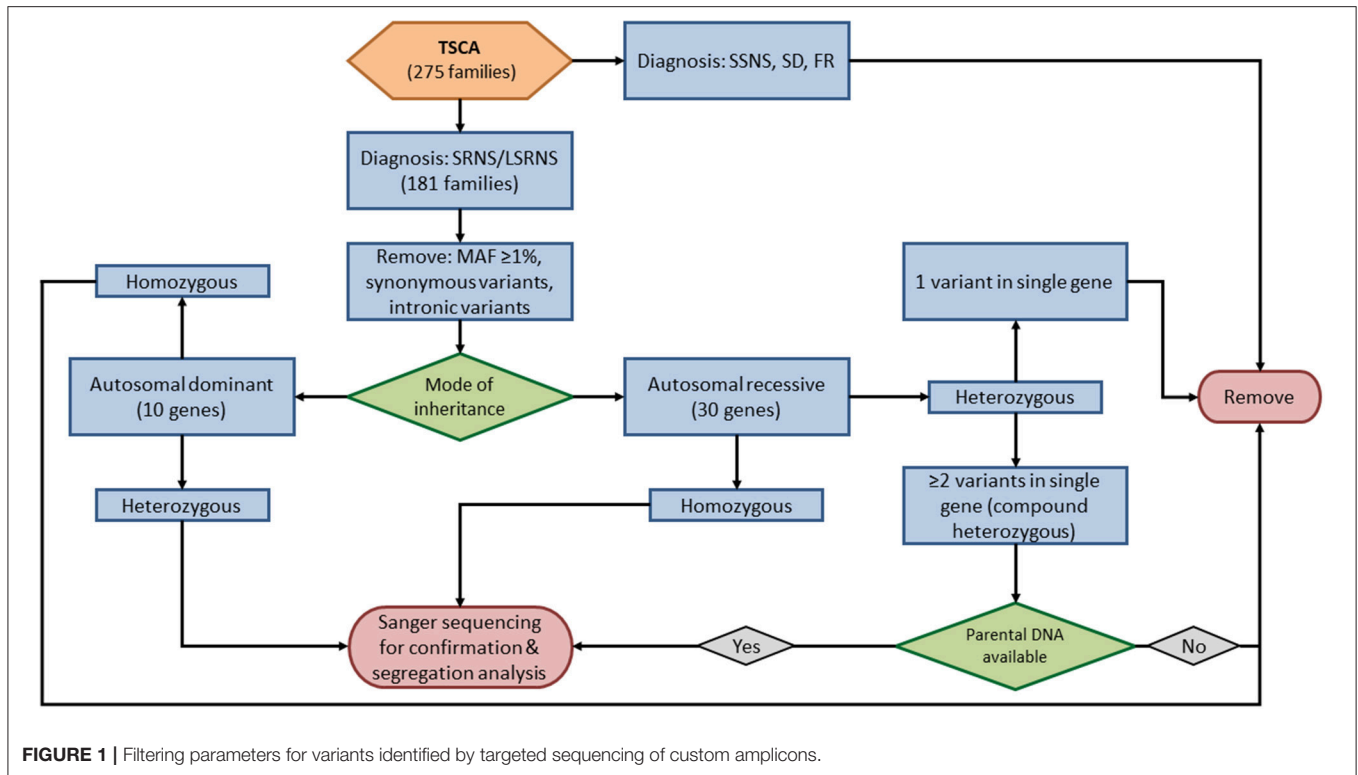 TSCA
(275 families)
Diagnosis: SSNS, SD, FR
Diagnosis: SRNS/LSRNS
(181 families)
Remove: MAF ≥1%,
synonymous variants,
intronic variants
Homozygous
1 variant in single gene
Autosomal dominant
(10 genes)
Mode of
inheritance
Autosomal recessive
(30 genes)
Heterozygous
Remove
Heterozygous
Homozygous
≥2 variants in single
gene (compound
heterozygous)
Sanger sequencing
for confirmation &
segregation analysis
Yes
Parental DNA
available
No
FIGURE 1 | Filtering parameters for variants identified by targeted sequencing of custom amplicons.